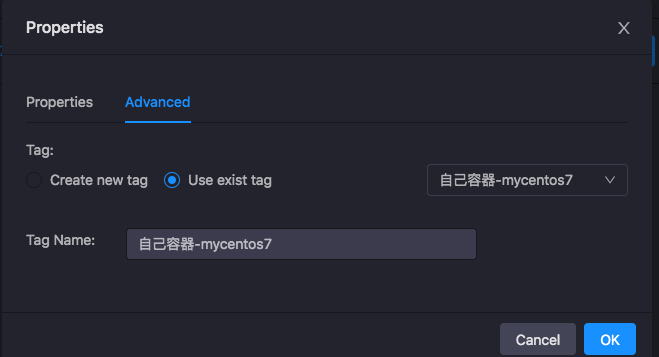 Properties
Properties Advanced
Tag:
Create new tag Use exist tag 自己容器-mycentos7
Tag Name: 自己容器-mycentos7
Cancel OK